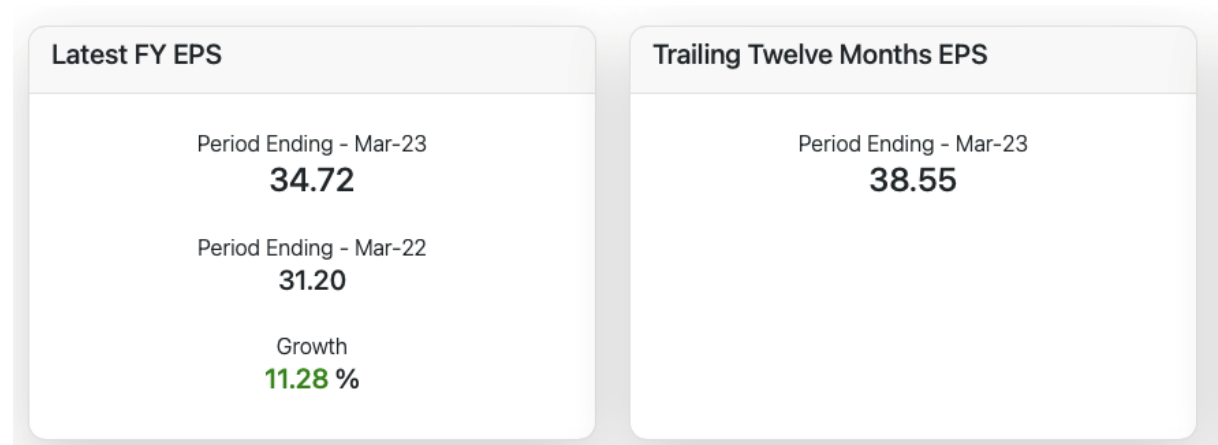 Latest FY EPS
Period Ending - Mar-23
34.72
Period Ending - Mar-22
31.20
Growth
11.28 %
Trailing Twelve Months EPS
Period Ending - Mar-23
38.55